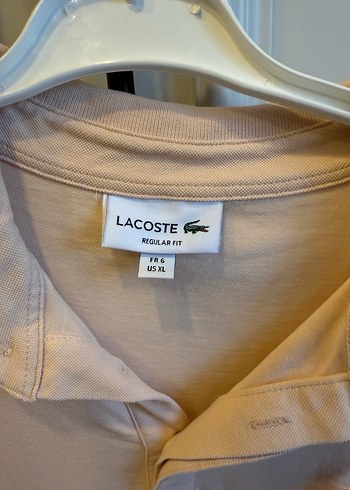 LACOSTE
REGULAR FIT
FR 6
US XL